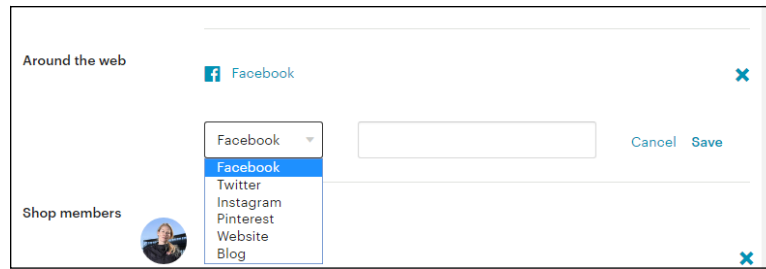 Around the web
Facebook
Facebook
Cancel Save
Facebook
Twitter
Instagram
Pinterest
Website
Blog
Shop members